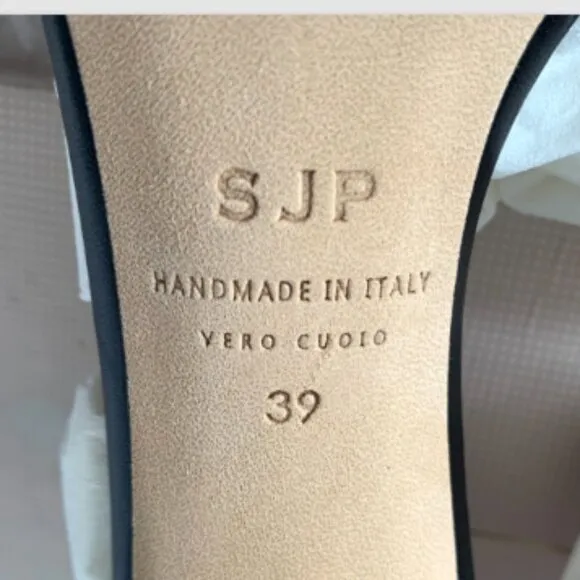 SJP
HANDMADE IN ITALY
VERO CUOIO
39